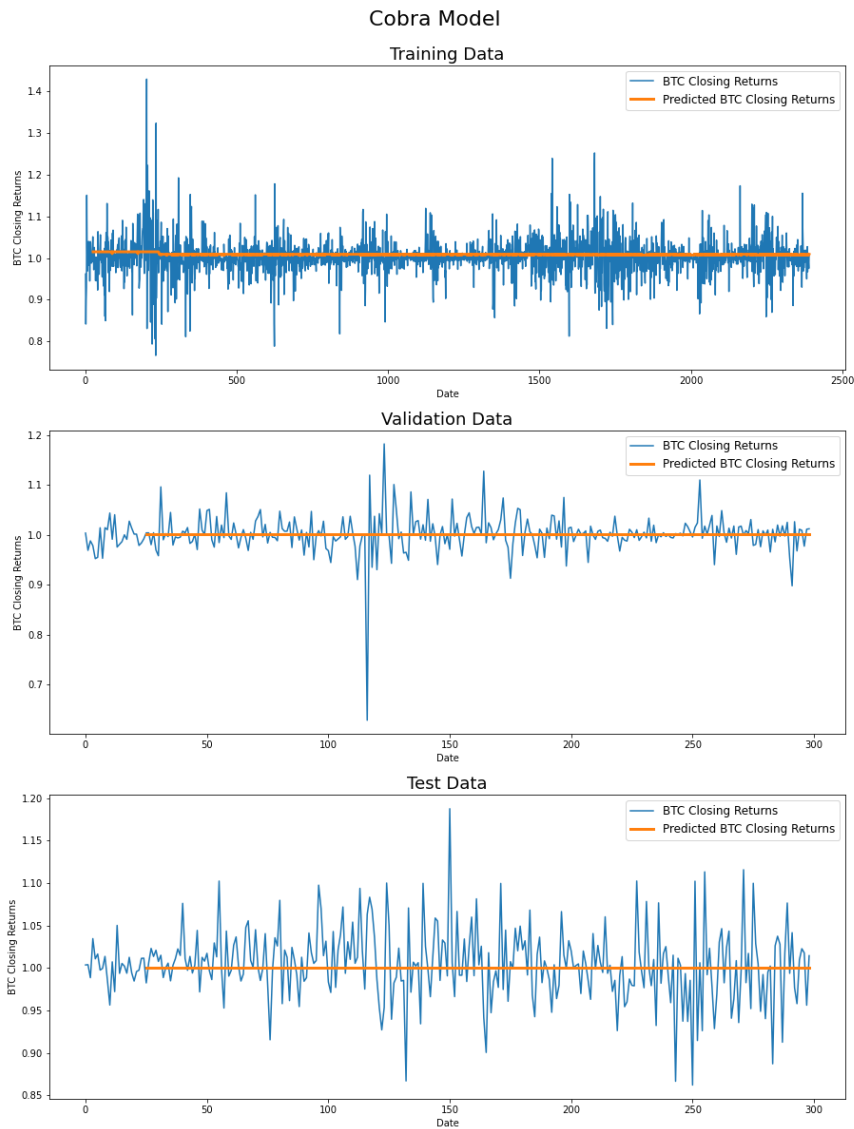 Cobra Model
Training Data
BTC Closing Returns
Predicted BTC Closing Returns
BTC Closing Returns
1.4
1.3
1.2
1.1
1.0
0.9
0.8
0
500
1000
1500
2000
2500
Date
Validation Data
BTC Closing Returns
Predicted BTC Closing Returns
BTC Closing Returns
1.2
1.1
1.0
0.9
0.8
0.7
0
50
100
150
200
250
300
Date
Test Data
BTC Closing Returns
Predicted BTC Closing Returns
BTC Closing Returns
1.20
1.15
1.10
1.05
1.00
0.95
0.90
0.85
0
50
100
150
200
250
300
Date